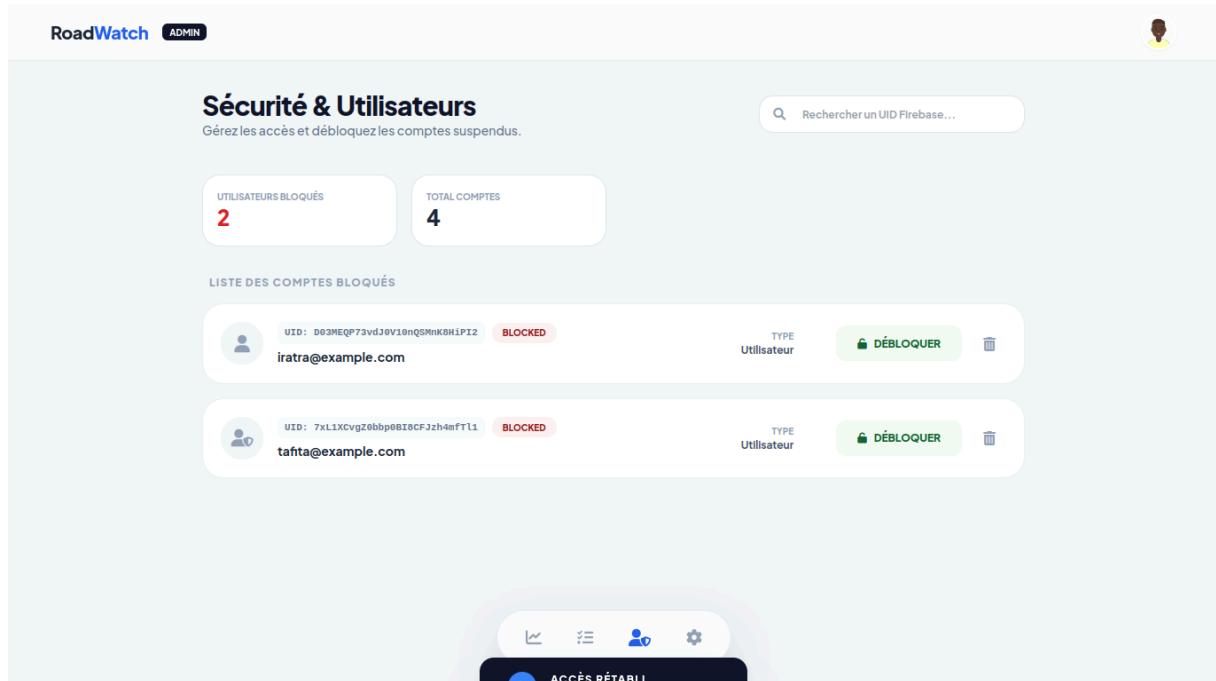 RoadWatch ADMIN
Sécurité & Utilisateurs
Gérez les accès et débloquez les comptes suspendus.
Rechercher un UID Firebase...
UTILISATEURS BLOQUÉS
2
TOTAL COMPTES
4
LISTE DES COMPTES BLOQUÉS
UID: D03MEQP73vdJ0V10nQSMnK8HiPI2 BLOCKED
iratra@example.com
TYPE
Utilisateur
DÉBLOQUER
UID: 7xL1XCvgZ0bbp0BI8CFJzh4mfTl1 BLOCKED
tafita@example.com
TYPE
Utilisateur
DÉBLOQUER
ACCÈS RÉTABLI